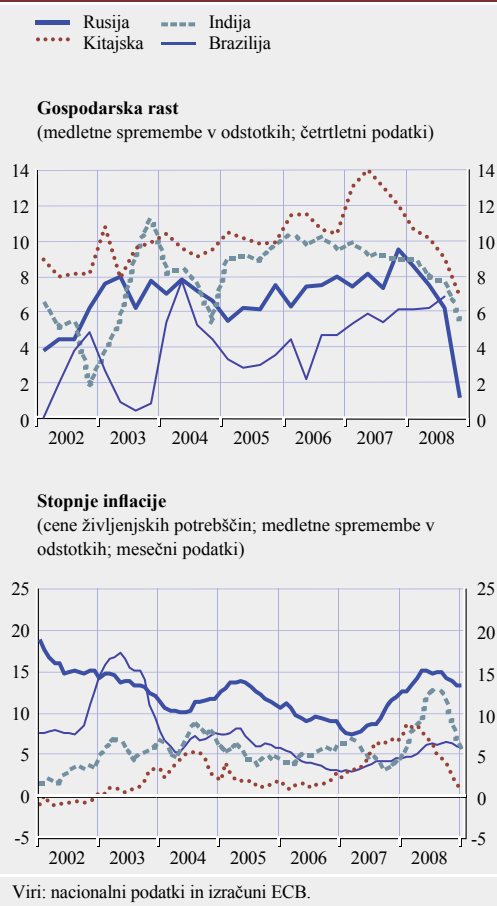 Rusija Indija
Kitajska Brazilija
Gospodarska rast
(medletne spremembe v odstotkih; četrtletni podatki)
14 14
12 12
10 10
8 8
6 6
4 4
2 2
0 0
2002 2003 2004 2005 2006 2007 2008
Stopnje inflacije
(cene življenjskih potrebščin; medletne spremembe v
odstotkih; mesečni podatki)
25 25
20 20
15 15
10 10
5 5
0 0
-5 -5
2002 2003 2004 2005 2006 2007 2008
Viri: nacionalni podatki in izračuni ECB.